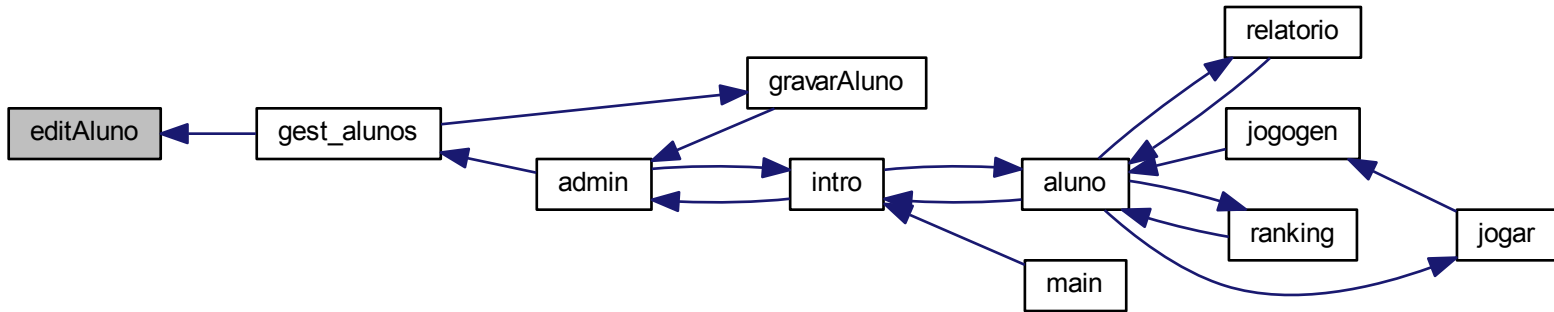 editAluno
gest_alunos
gravarAluno
admin
intro
aluno
main
relatorio
jogogen
ranking
jogar